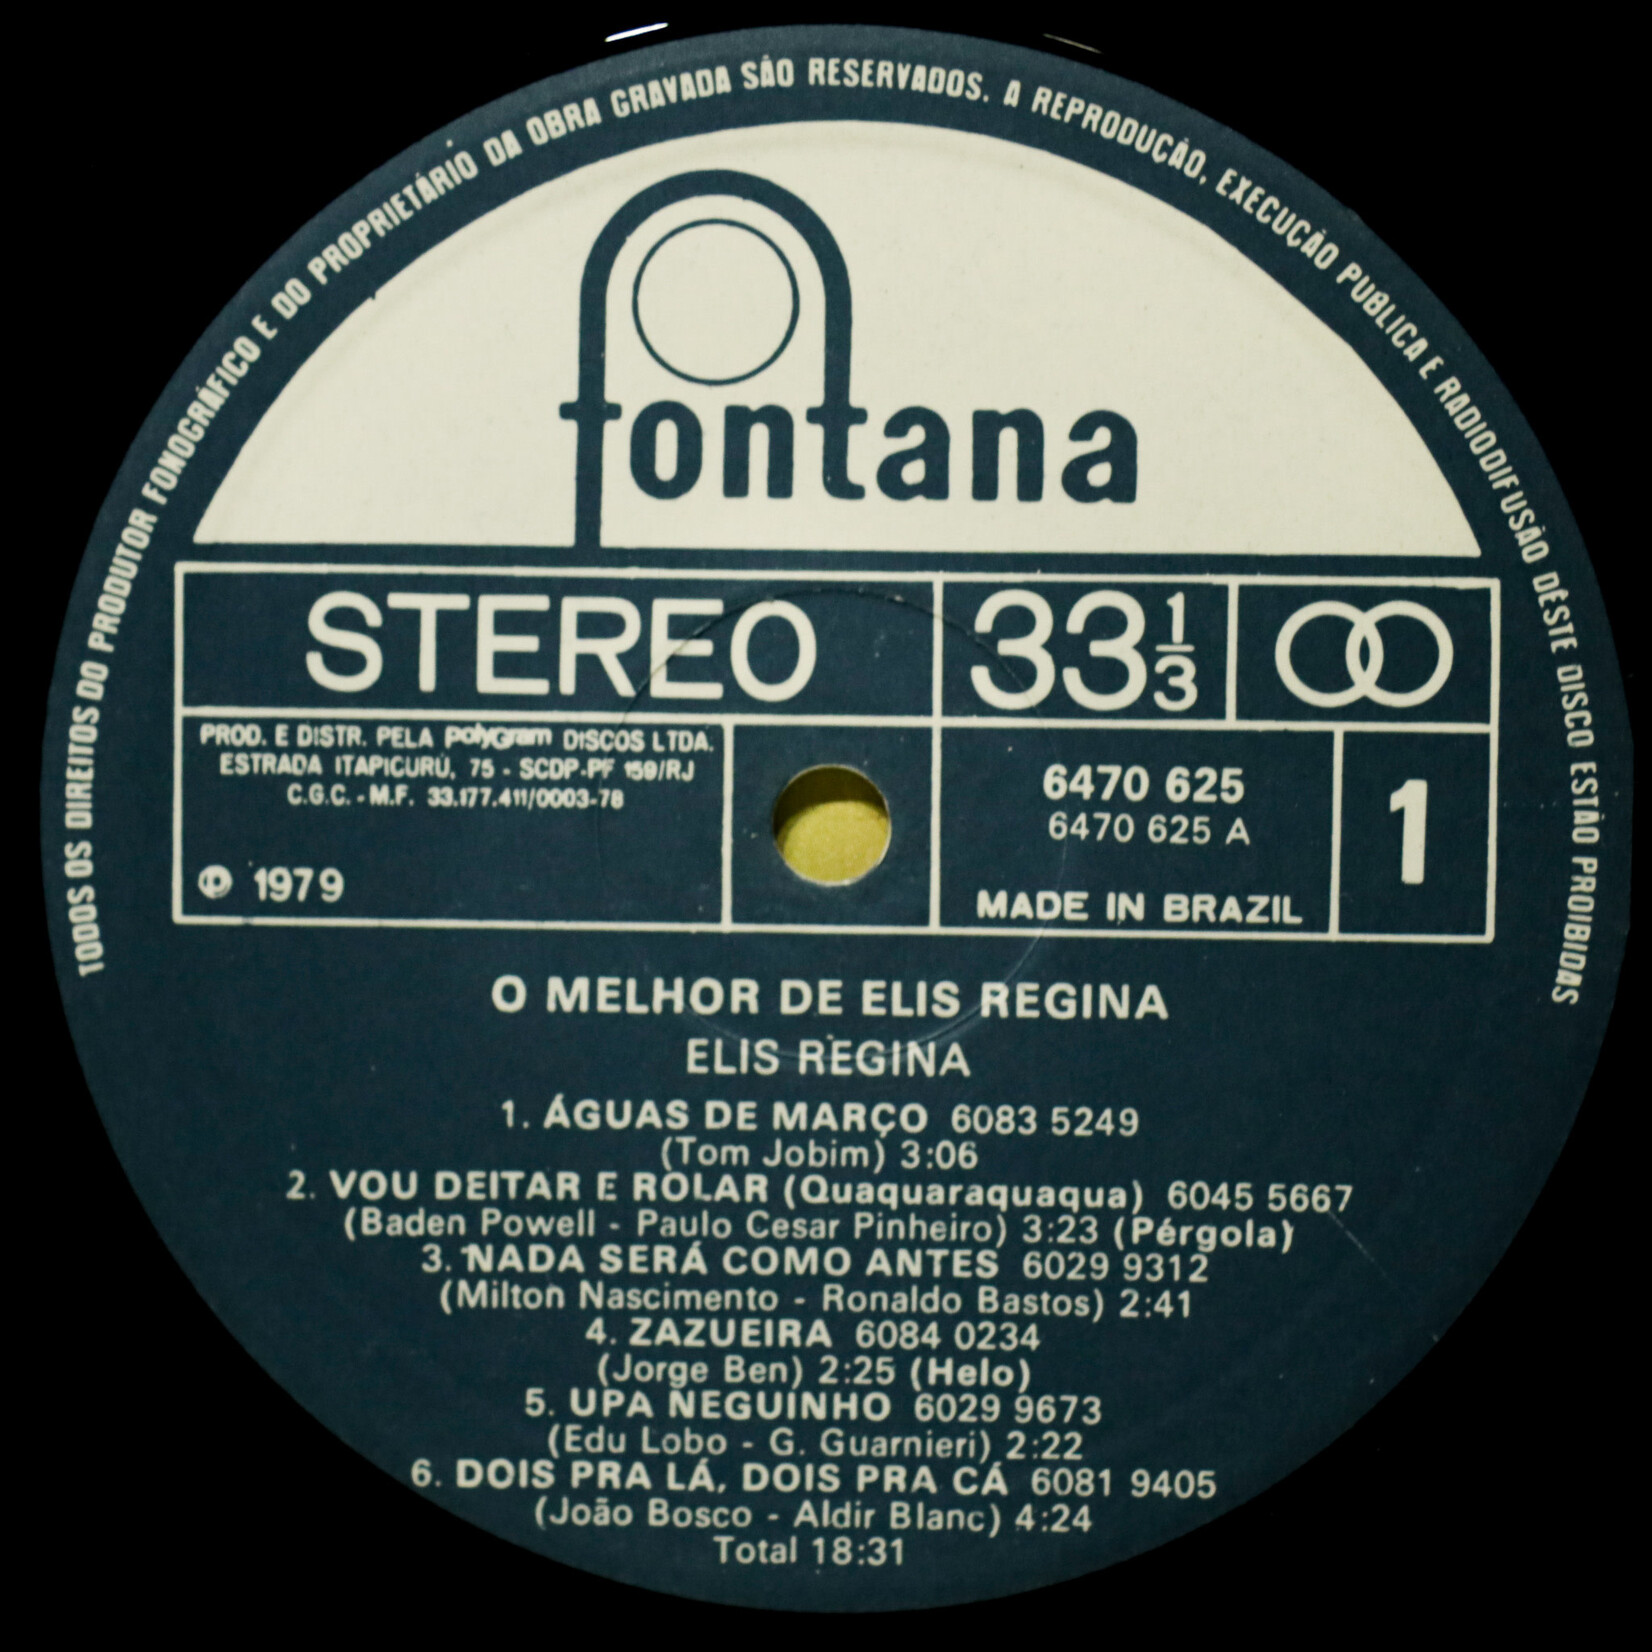 TODOS OS DIREITOS DO PRODUTOR FONOGRÁFICO E DO PROPRIETÁRIO DA OBRA GRAVADA SÃO RESERVADOS. A REPRODUÇÃO, EXECUÇÃO PUBLICA E RADIODIFUSÃO DÊSTE DISCO ESTÃO PROIBIDAS
fontana
STEREO
33 1/3
PROD. E DISTR. PELA PolyGram DISCOS LTDA.
ESTRADA ITAPICURÚ, 75 - SCDP-PF 159/RJ
C.G.C. - M.F. 33.177.411/0003-78
℗ 1979
6470 625
6470 625 A
MADE IN BRAZIL
1
O MELHOR DE ELIS REGINA
ELIS REGINA
1. ÁGUAS DE MARÇO 6083 5249
(Tom Jobim) 3:06
2. VOU DEITAR E ROLAR (Quaquaraquaqua) 6045 5667
(Baden Powell - Paulo Cesar Pinheiro) 3:23 (Pérgola)
3. NADA SERÁ COMO ANTES 6029 9312
(Milton Nascimento - Ronaldo Bastos) 2:41
4. ZAZUEIRA 6084 0234
(Jorge Ben) 2:25 (Helo)
5. UPA NEGUINHO 6029 9673
(Edu Lobo - G. Guarnieri) 2:22
6. DOIS PRA LÁ, DOIS PRA CÁ 6081 9405
(João Bosco - Aldir Blanc) 4:24
Total 18:31